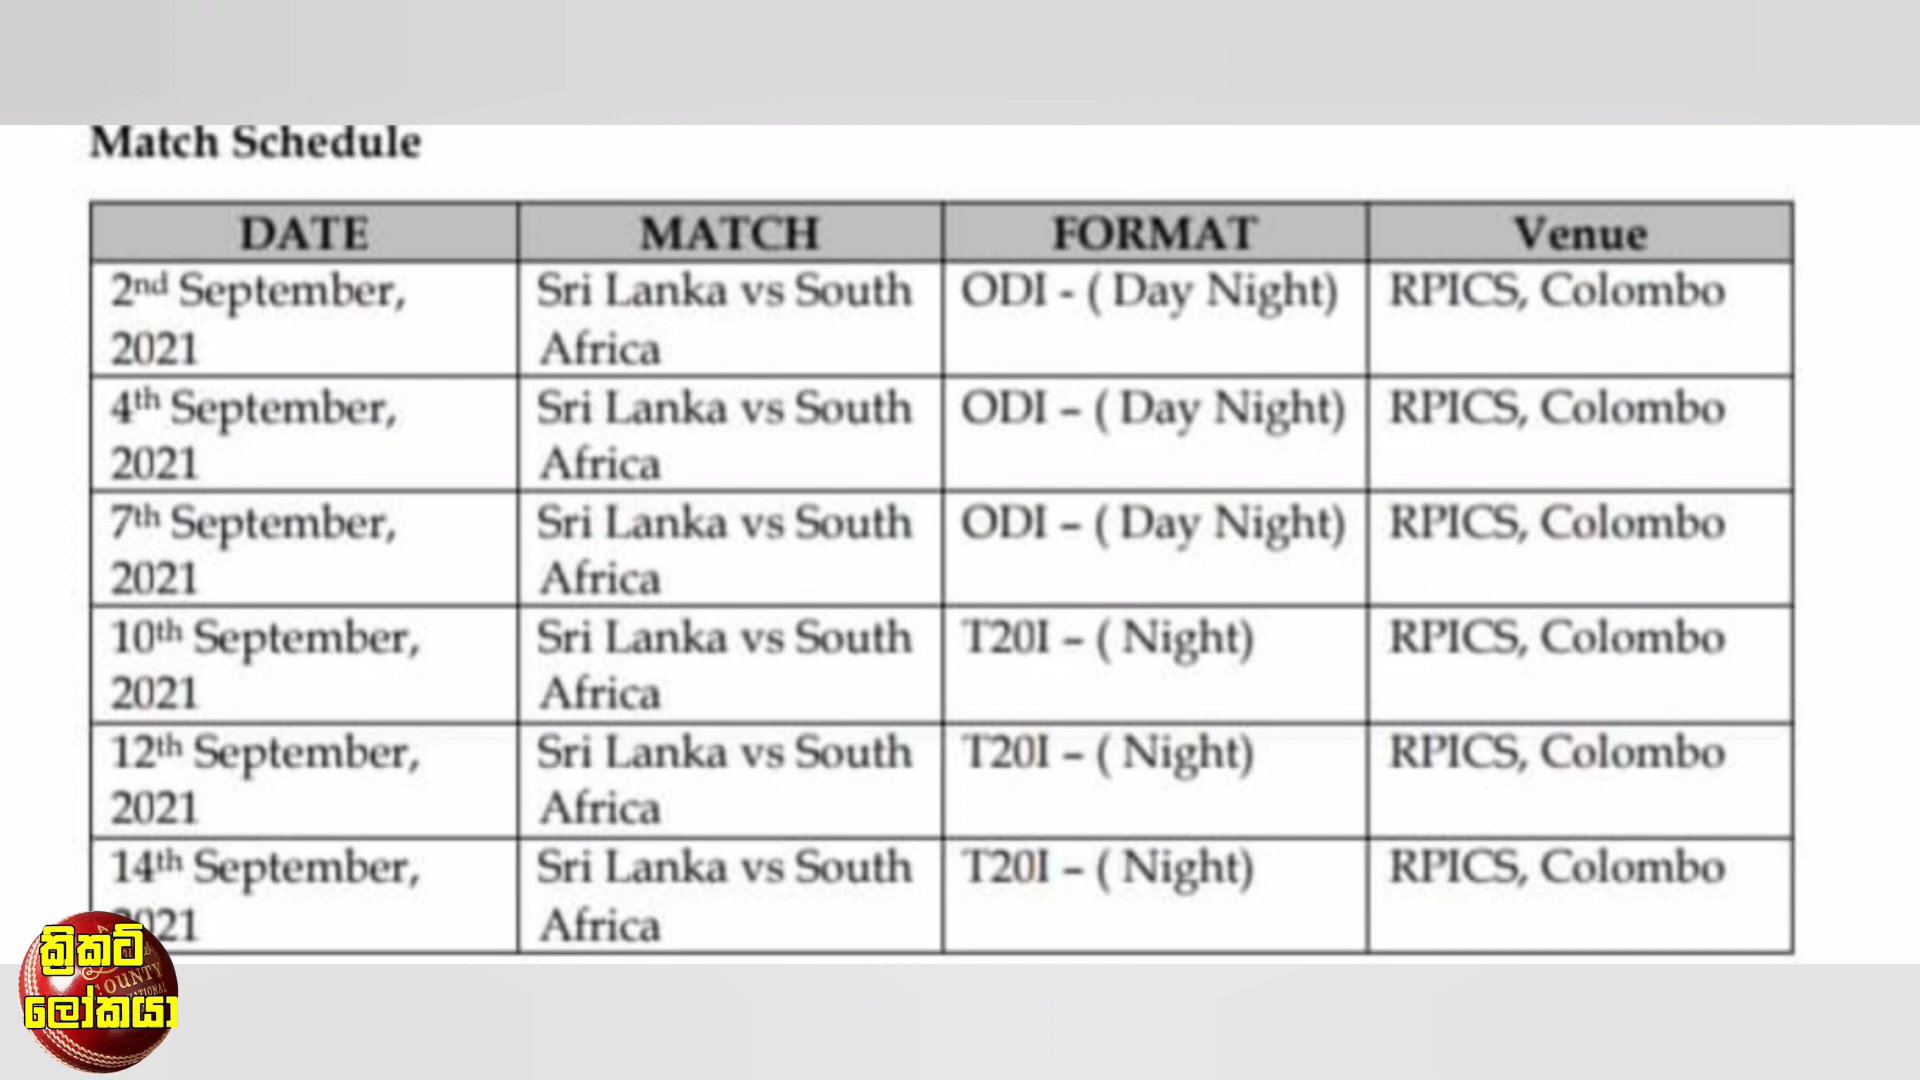 Match Schedule
DATE MATCH FORMAT Venue
2nd September, 2021 Sri Lanka vs South Africa ODI - ( Day Night) RPICS, Colombo
4th September, 2021 Sri Lanka vs South Africa ODI – ( Day Night) RPICS, Colombo
7th September, 2021 Sri Lanka vs South Africa ODI – ( Day Night) RPICS, Colombo
10th September, 2021 Sri Lanka vs South Africa T20I – ( Night) RPICS, Colombo
12th September, 2021 Sri Lanka vs South Africa T20I – ( Night) RPICS, Colombo
14th September, 2021 Sri Lanka vs South Africa T20I – ( Night) RPICS, Colombo
ක්‍රිකට්
COUNTY
ලෝකයා